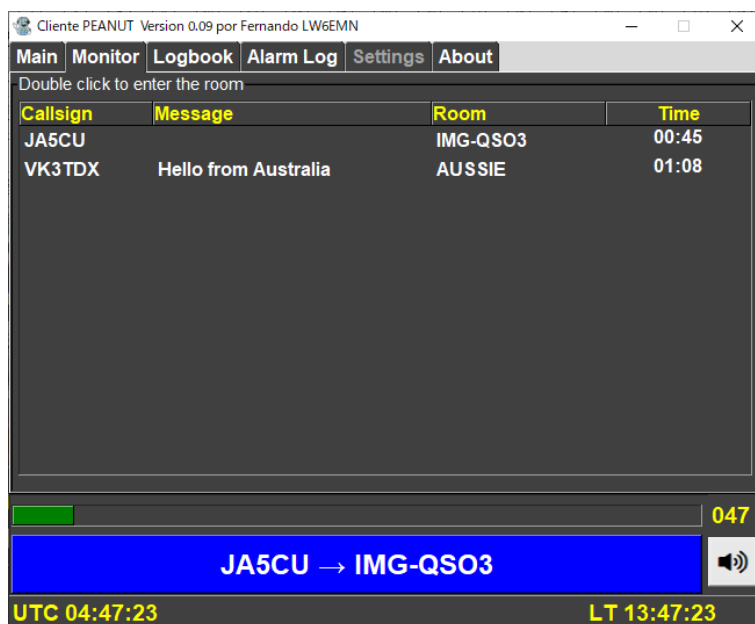 Cliente PEANUT Version 0.09 por Fernando LW6EMN
Main Monitor Logbook Alarm Log Settings About
Double click to enter the room
Callsign Message Room Time
JA5CU IMG-QSO3 00:45
VK3TDX Hello from Australia AUSSIE 01:08
047
JA5CU → IMG-QSO3
UTC 04:47:23 LT 13:47:23